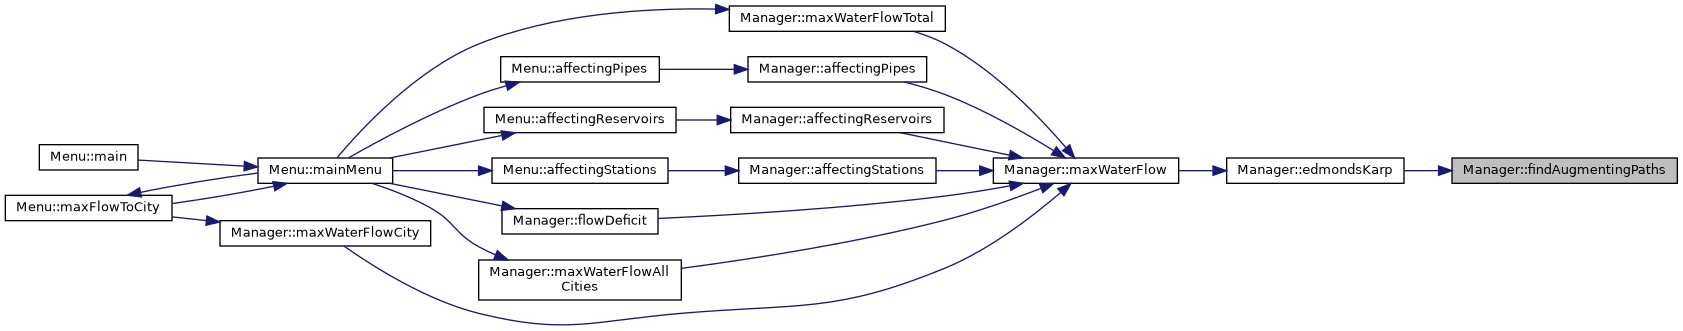 Manager::maxWaterFlowTotal
Menu::affectingPipes
Manager::affectingPipes
Menu::affectingReservoirs
Manager::affectingReservoirs
Menu::main
Menu::mainMenu
Menu::affectingStations
Manager::affectingStations
Manager::maxWaterFlow
Manager::edmondsKarp
Manager::findAugmentingPaths
Menu::maxFlowToCity
Manager::flowDeficit
Manager::maxWaterFlowCity
Manager::maxWaterFlowAll
Cities